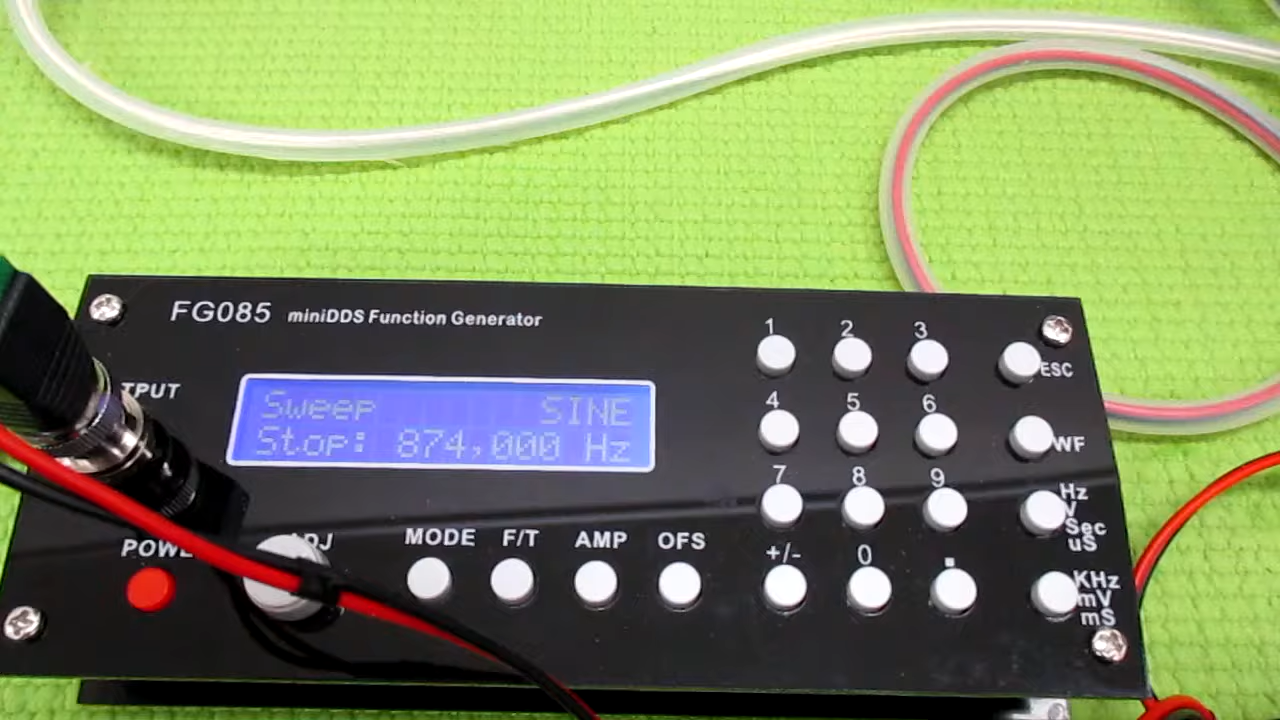 FG085 miniDDS Function Generator
TPUT
Sweep SINE
Stop: 874,000 Hz
1 2 3
ESC
4 5 6
WF
7 8 9
Hz
V
Sec
uS
MODE F/T AMP OFS
ADJ
POWE
+/- 0 .
KHz
mV
mS